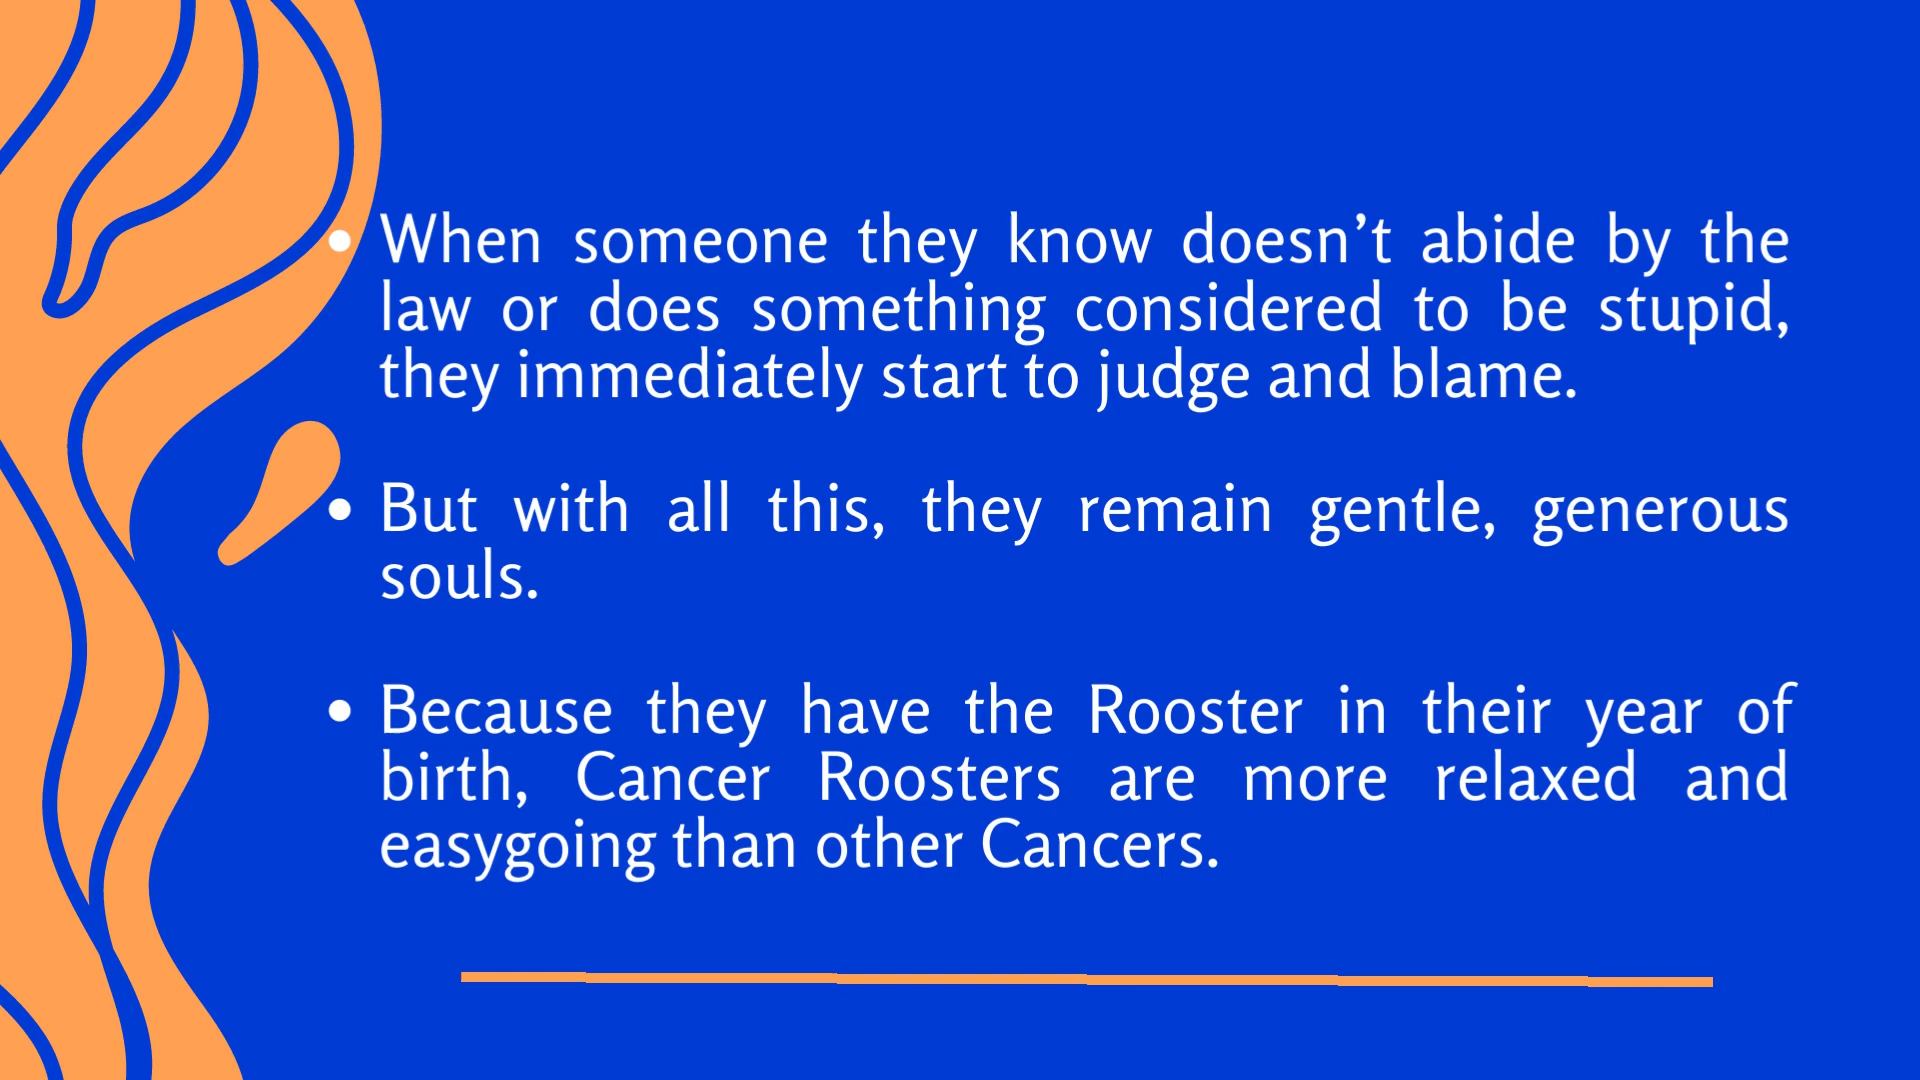 • When someone they know doesn’t abide by the
law or does something considered to be stupid,
they immediately start to judge and blame.
• But with all this, they remain gentle, generous
souls.
• Because they have the Rooster in their year of
birth, Cancer Roosters are more relaxed and
easygoing than other Cancers.